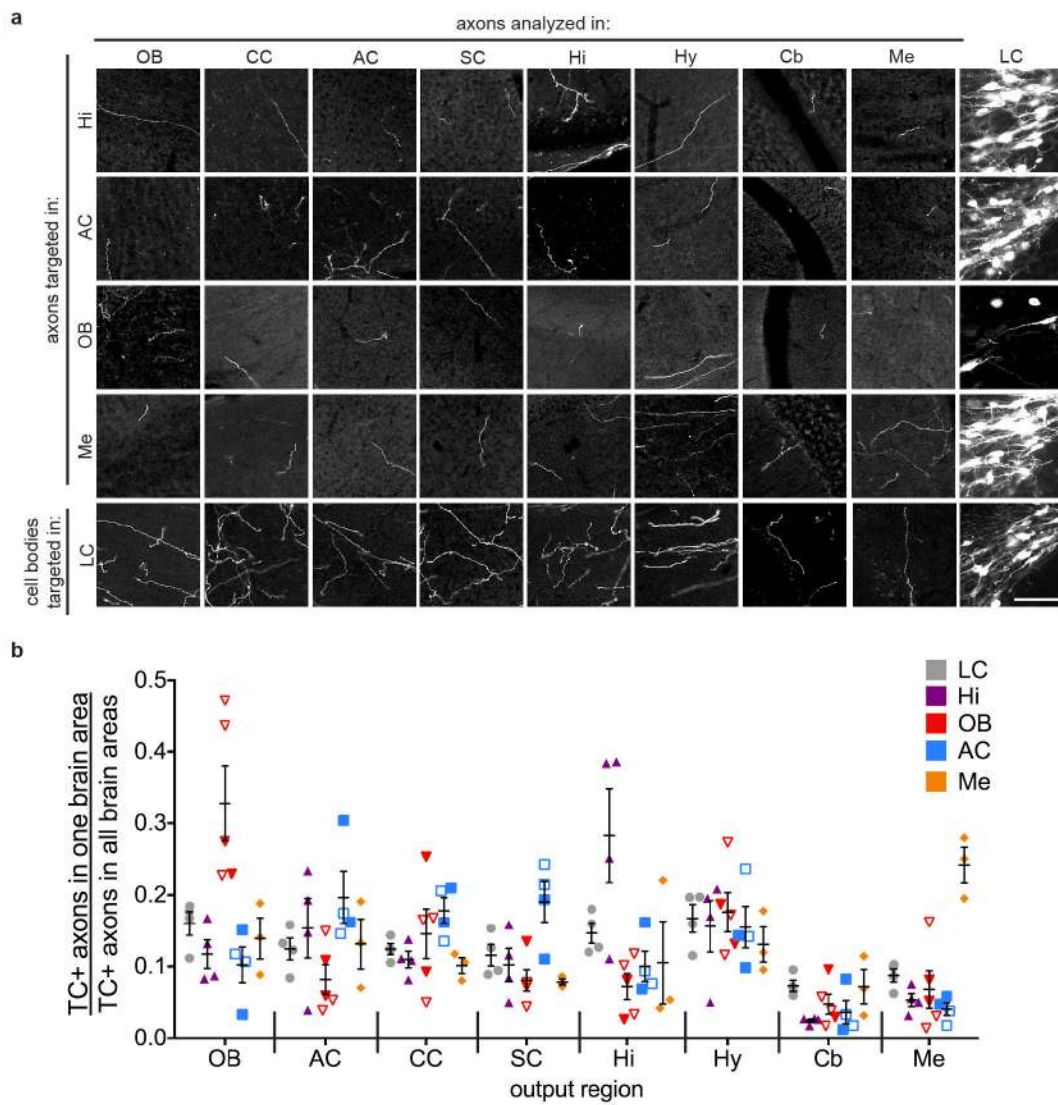 a
axons analyzed in:
OB CC AC SC Hi Hy Cb Me LC
axons targeted in:
Hi
AC
OB
Me
cell bodies
targeted in:
LC
b
TC+ axons in one brain area
TC+ axons in all brain areas
0.5
0.4
0.3
0.2
0.1
0.0
LC
Hi
OB
AC
Me
OB AC CC SC Hi Hy Cb Me
output region